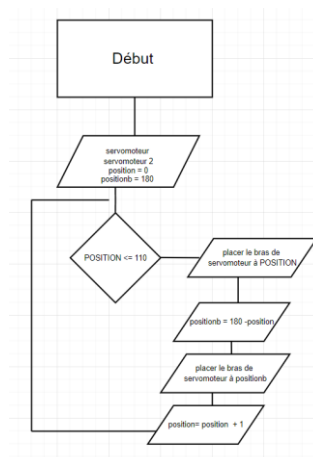 Début
servomoteur
servomoteur 2
position = 0
positionb = 180
POSITION <= 110
placer le bras de
servomoteur à POSITION
positionb = 180 -position
placer le bras de
servomoteur à positionb
position= position + 1